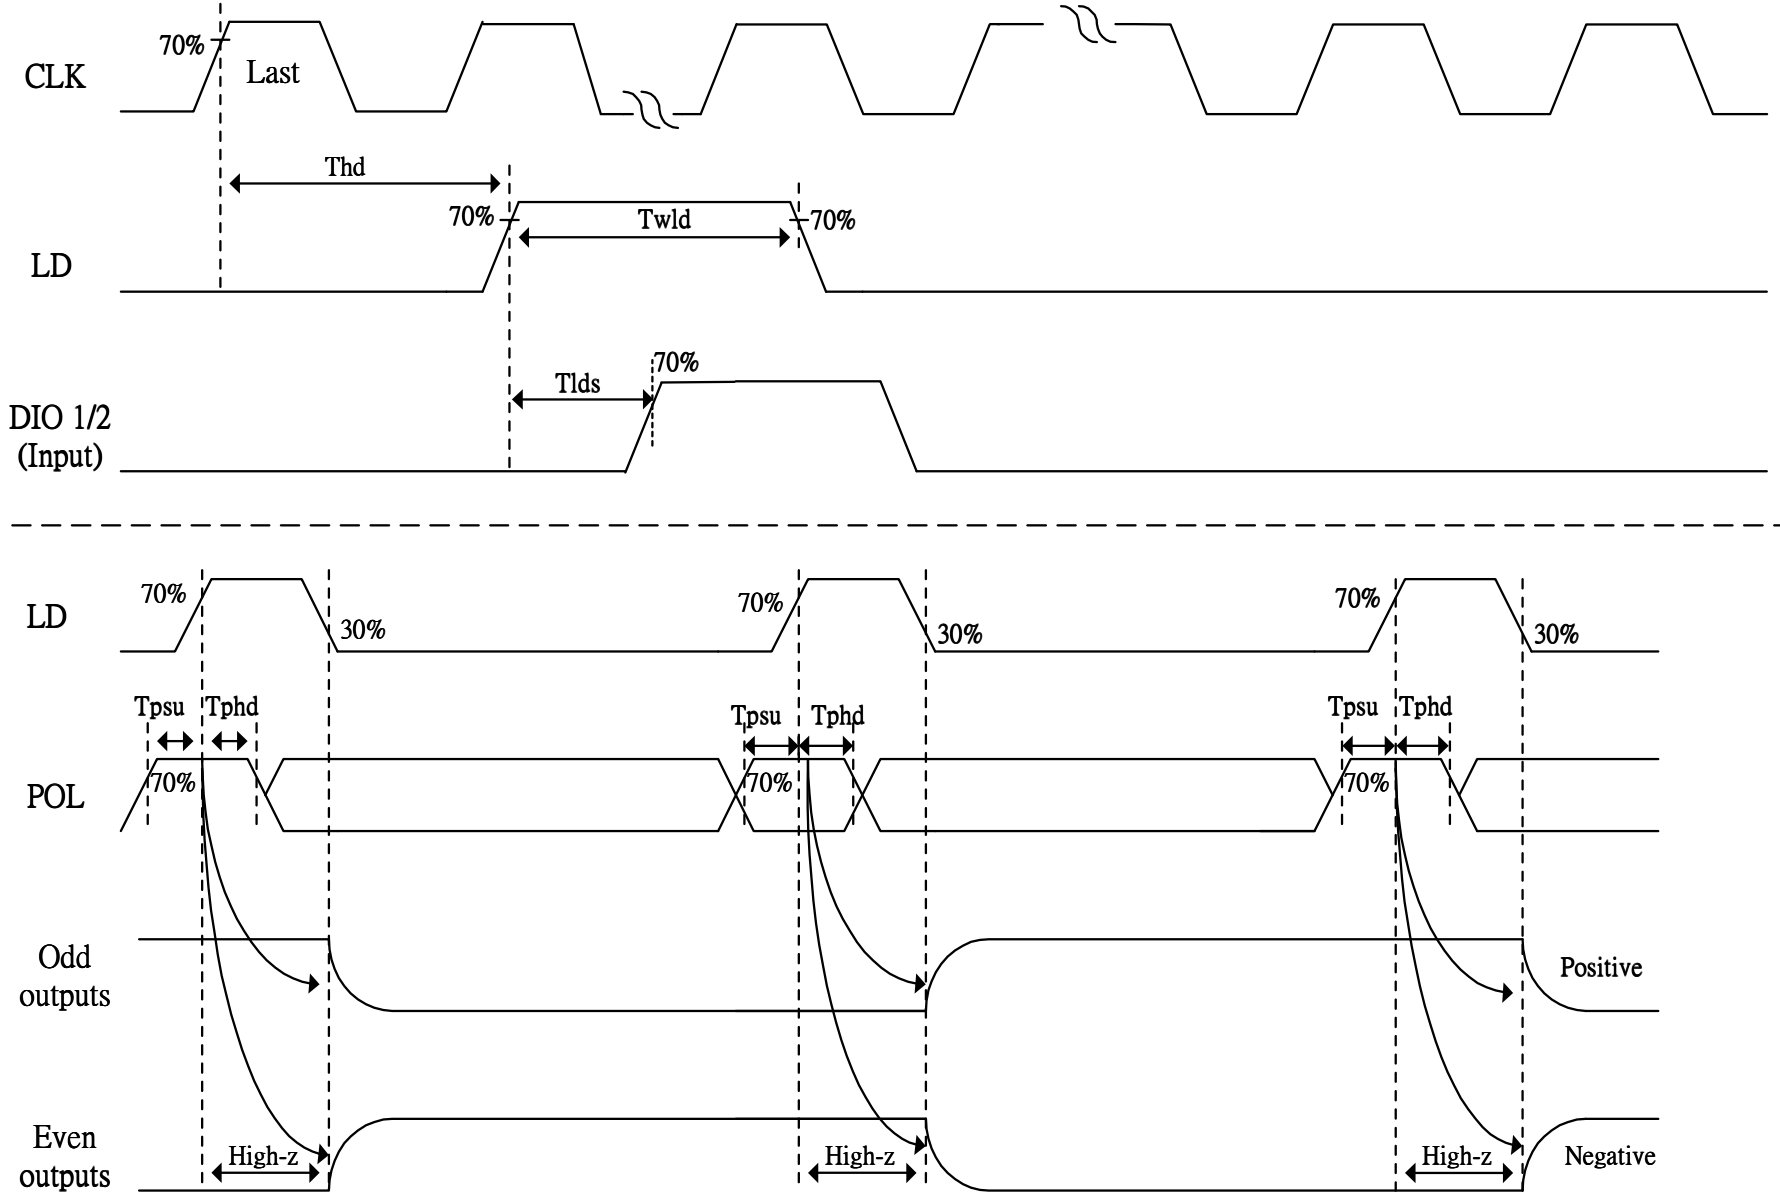 70%
Last
CLK
Thd
70%
Twld
70%
LD
70%
Tlds
DIO 1/2
(Input)
70%
70%
70%
LD
30%
30%
30%
Tpsu Tphd
Tpsu Tphd
Tpsu Tphd
70%
70%
70%
POL
Odd
outputs
Positive
Even
outputs
High-z
High-z
High-z
Negative